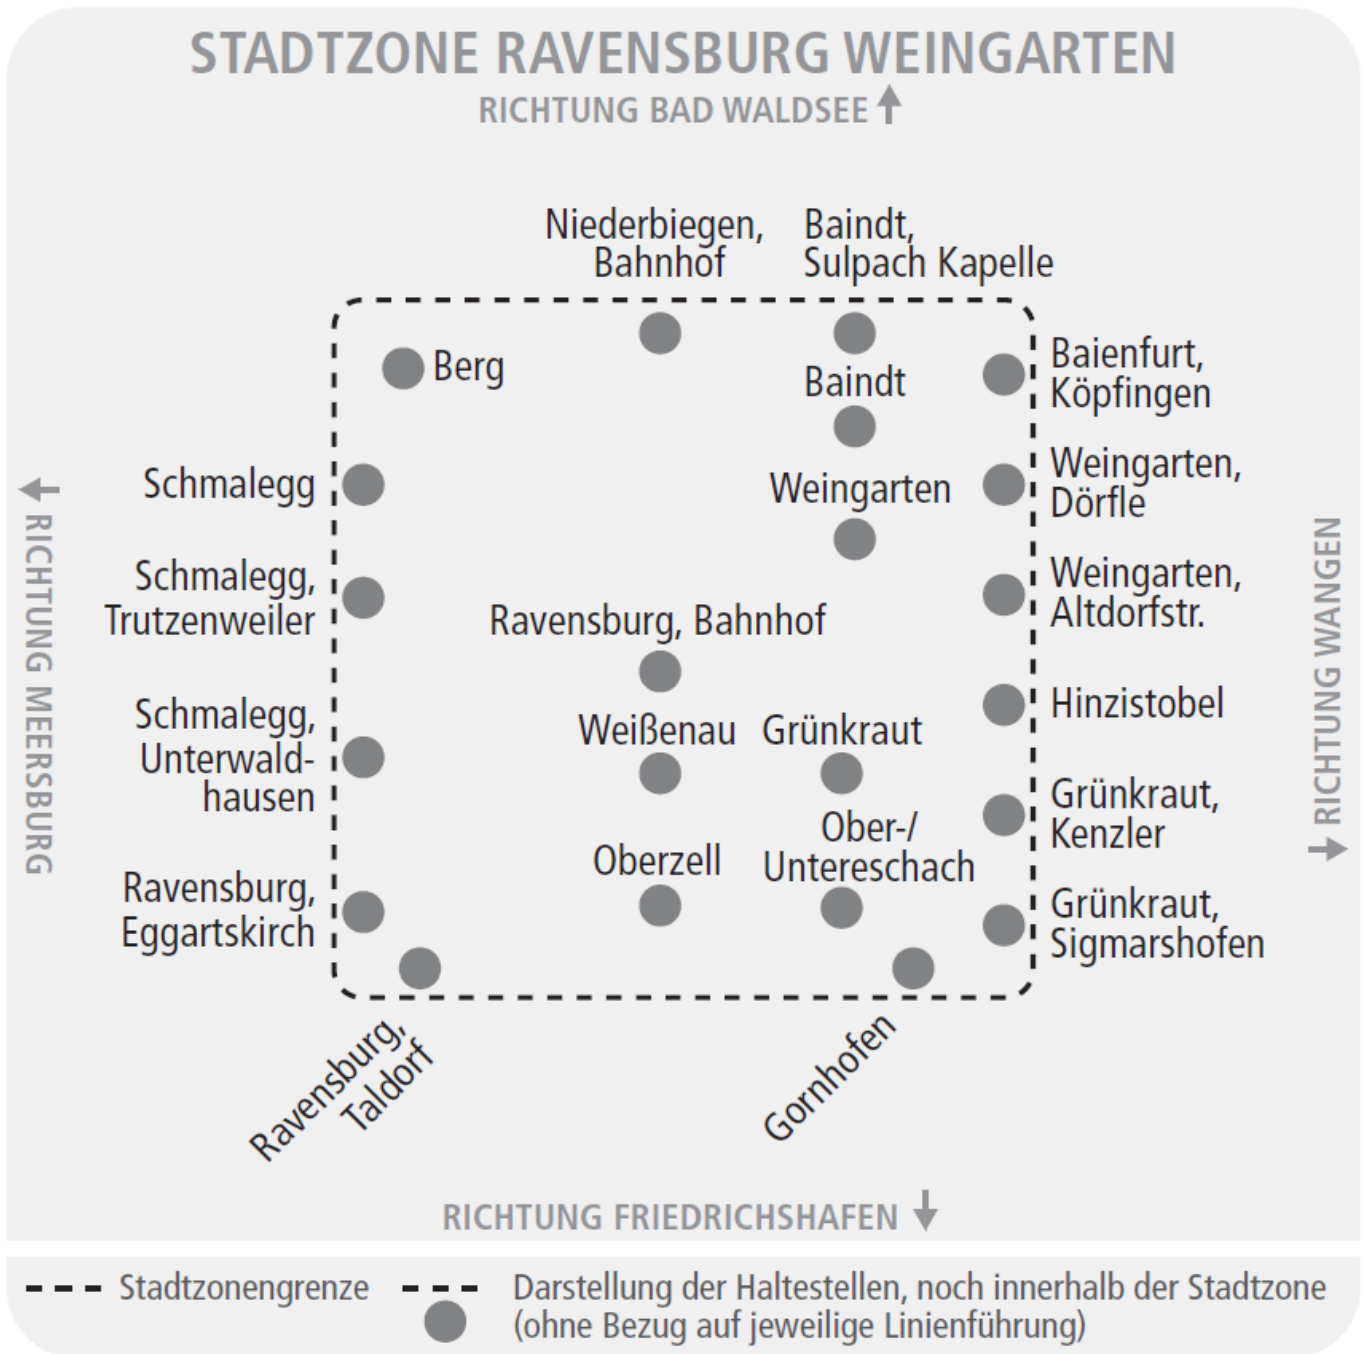 STADTZONE RAVENSBURG WEINGARTEN
RICHTUNG BAD WALDSEE
Niederbiegen,
Bahnhof
Baindt,
Sulpach Kapelle
Berg
Baindt
Baienfurt,
Köpfingen
Schmalegg
Weingarten
Weingarten,
Dörfle
RICHTUNG MEERSBURG
Schmalegg,
Trutzenweiler
Ravensburg, Bahnhof
Weingarten,
Altdorfstr.
RICHTUNG WANGEN
Schmalegg,
Unterwald-
hausen
Weißenau
Grünkraut
Hinzistobel
Grünkraut,
Kenzler
Ravensburg,
Eggartskirch
Oberzell
Ober-/
Untereschach
Grünkraut,
Sigmarshofen
Ravensburg,
Taldorf
Gornhofen
RICHTUNG FRIEDRICHSHAFEN
Stadtzonengrenze
Darstellung der Haltestellen, noch innerhalb der Stadtzone
(ohne Bezug auf jeweilige Linienführung)